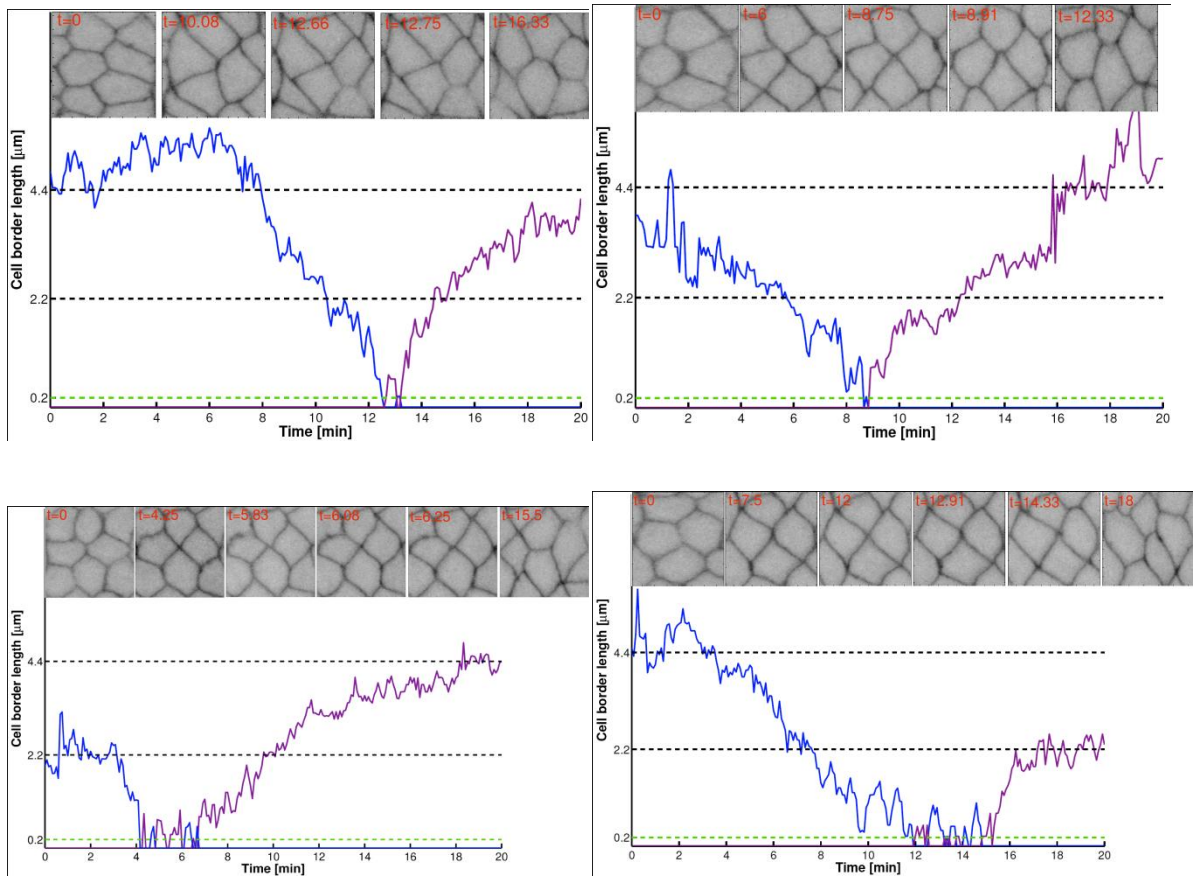 t=0 t=10.08 t=12.66 t=12.75 t=16.33
Cell border length [μm]
4.4
2.2
0.2
0 2 4 6 8 10 12 14 16 18 20
Time [min]
t=0 t=6 t=8.75 t=8.91 t=12.33
Cell border length [μm]
4.4
2.2
0.2
0 2 4 6 8 10 12 14 16 18 20
Time [min]
t=0 t=4.25 t=5.83 t=6.08 t=6.25 t=15.5
Cell border length [μm]
4.4
2.2
0.2
0 2 4 6 8 10 12 14 16 18 20
Time [min]
t=0 t=7.5 t=12 t=12.91 t=14.33 t=18
Cell border length [μm]
4.4
2.2
0.2
0 2 4 6 8 10 12 14 16 18 20
Time [min]